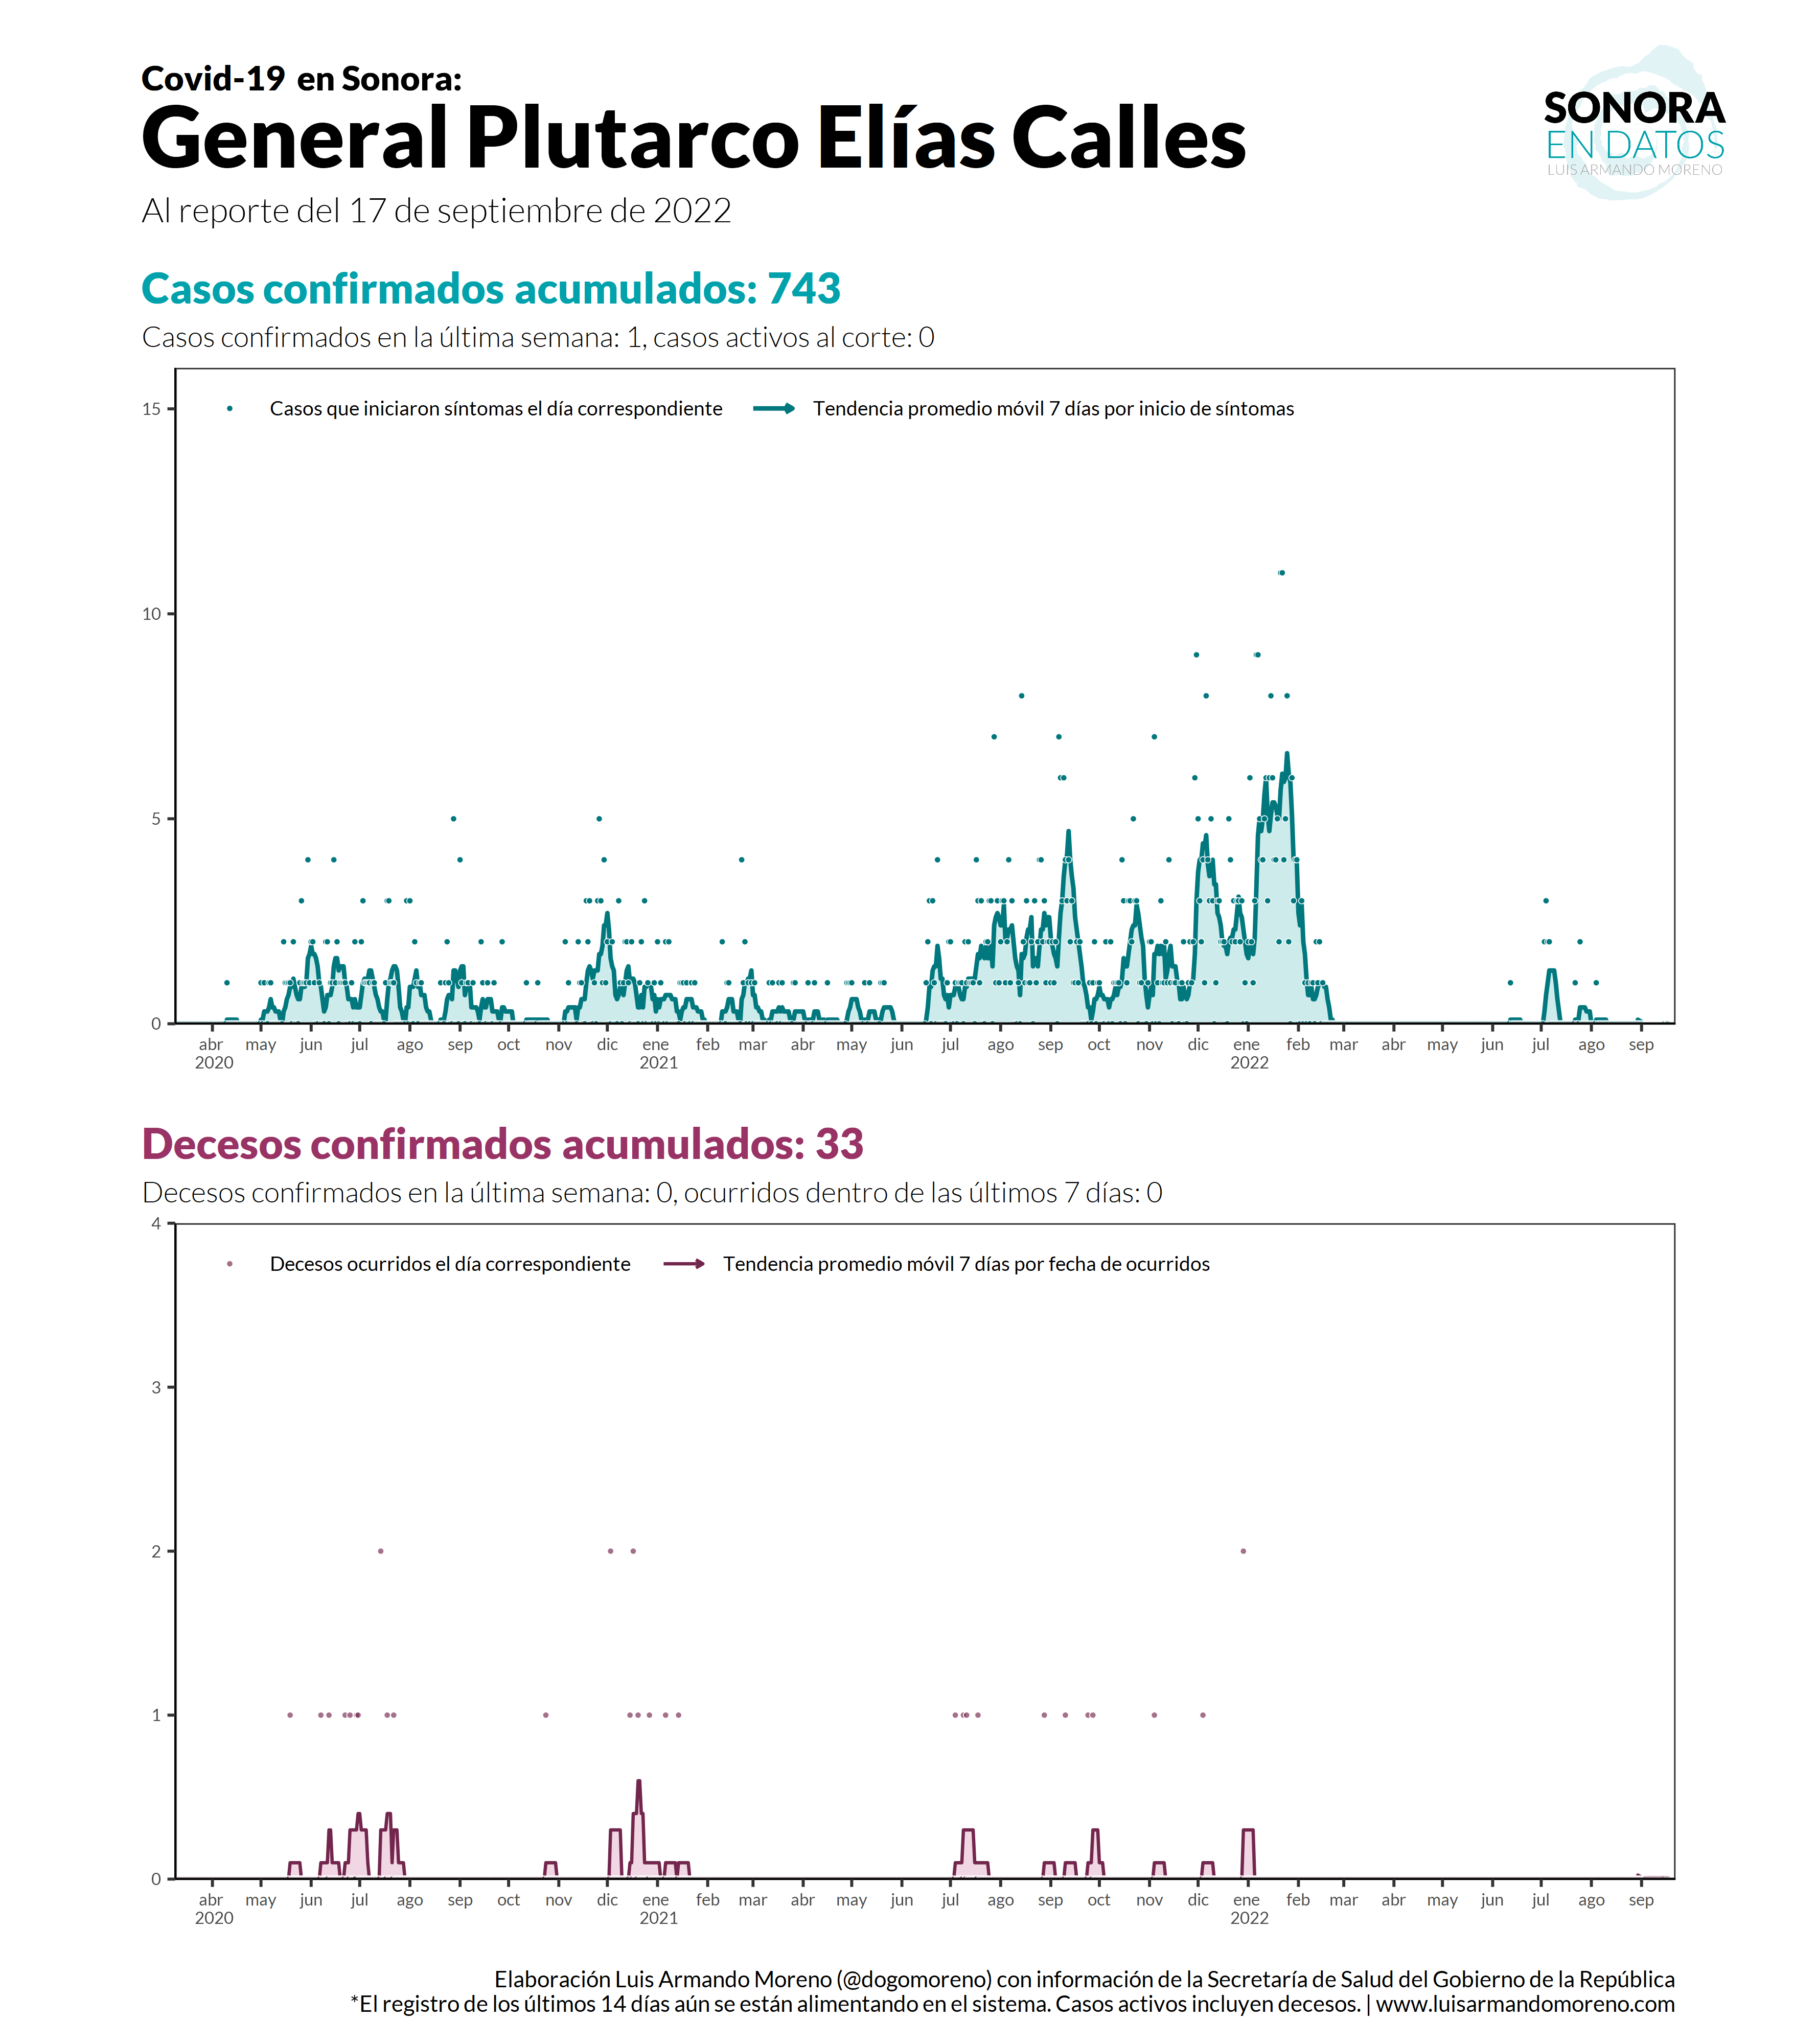 Covid-19 en Sonora:
General Plutarco Elías Calles
Al reporte del 17 de septiembre de 2022
SONORA
EN DATOS
LUIS ARMANDO MORENO
Casos confirmados acumulados: 743
Casos confirmados en la última semana: 1, casos activos al corte: 0
Casos que iniciaron síntomas el día correspondiente Tendencia promedio móvil 7 días por inicio de síntomas
15
10
5
0
abr may jun jul ago sep oct nov dic ene feb mar abr may jun jul ago sep oct nov dic ene feb mar abr may jun jul ago sep
2020 2021 2022
Decesos confirmados acumulados: 33
Decesos confirmados en la última semana: 0, ocurridos dentro de las últimos 7 días: 0
4
Decesos ocurridos el día correspondiente Tendencia promedio móvil 7 días por fecha de ocurridos
3
2
1
0
abr may jun jul ago sep oct nov dic ene feb mar abr may jun jul ago sep oct nov dic ene feb mar abr may jun jul ago sep
2020 2021 2022
Elaboración Luis Armando Moreno (@dogomoreno) con información de la Secretaría de Salud del Gobierno de la República
*El registro de los últimos 14 días aún se están alimentando en el sistema. Casos activos incluyen decesos. | www.luisarmandomoreno.com